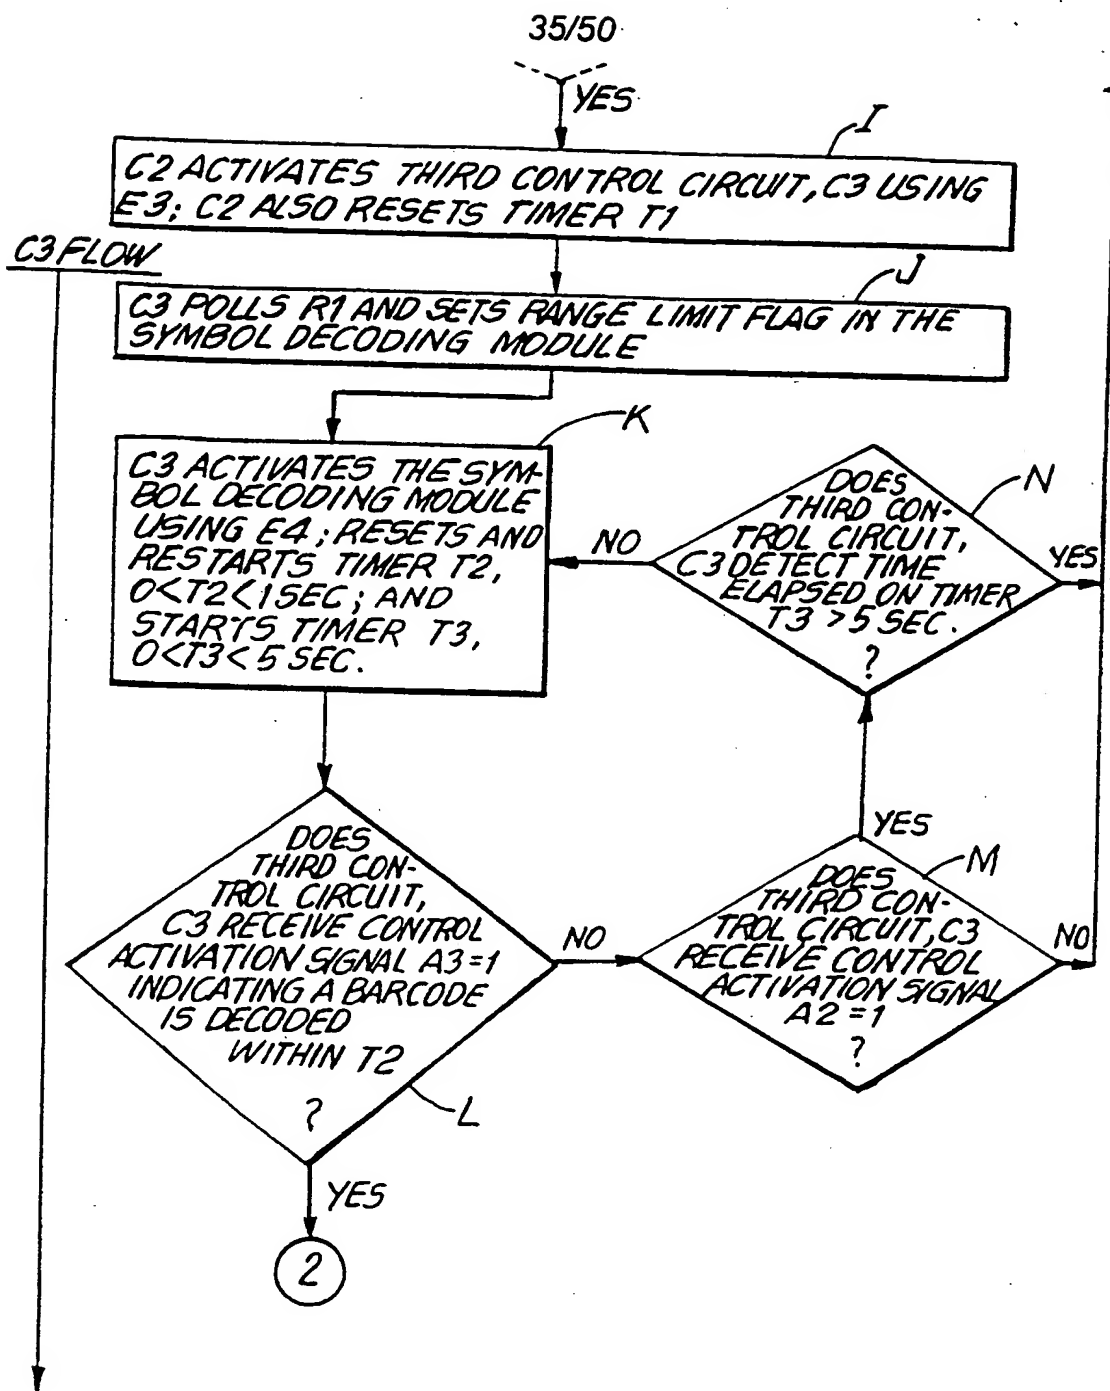 35/50
YES
I
C2 ACTIVATES THIRD CONTROL CIRCUIT, C3 USING
E3; C2 ALSO RESETS TIMER T1
C3 FLOW
J
C3 POLLS R1 AND SETS RANGE LIMIT FLAG IN THE
SYMBOL DECODING MODULE
K
C3 ACTIVATES THE SYM-
BOL DECODING MODULE
USING E4; RESETS AND
RESTARTS TIMER T2,
0<T2<1 SEC; AND
STARTS TIMER T3,
0<T3<5 SEC.
N
DOES
THIRD CON-
TROL CIRCUIT,
C3 DETECT TIME
ELAPSED ON TIMER
T3 >5 SEC.
?
NO
YES
YES
M
DOES
THIRD CON-
TROL CIRCUIT, C3
RECEIVE CONTROL
ACTIVATION SIGNAL
A2=1
?
NO
NO
DOES
THIRD CON-
TROL CIRCUIT,
C3 RECEIVE CONTROL
ACTIVATION SIGNAL A3=1
INDICATING A BARCODE
IS DECODED
WITHIN T2
?
L
YES
2